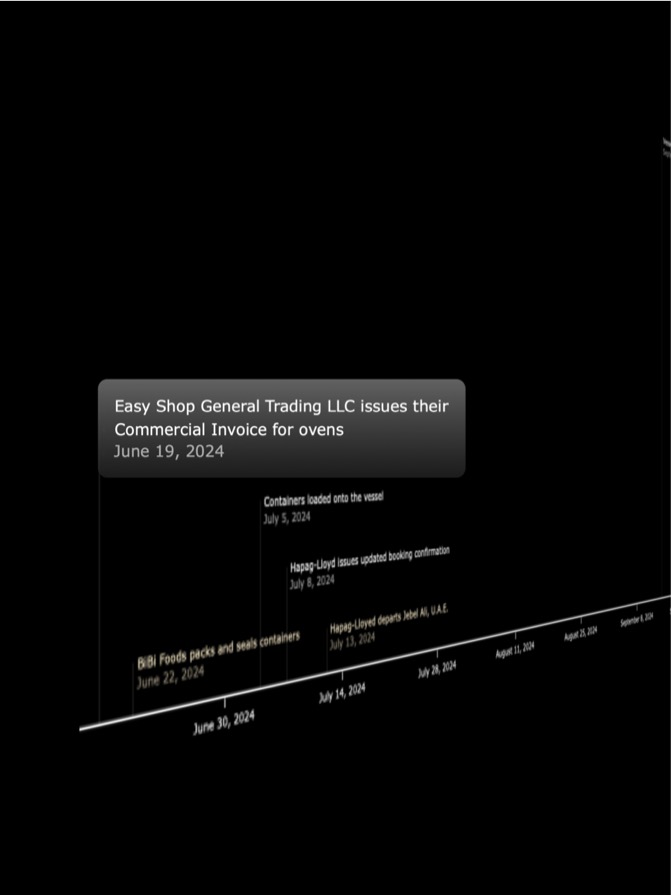 Easy Shop General Trading LLC issues their
Commercial Invoice for ovens
June 19, 2024
Containers loaded onto the vessel
July 5, 2024
Hapag-Lloyd issues updated booking confirmation
July 8, 2024
Hapag-Lloyed departs Jebel Ali, U.A.E.
July 13, 2024
BiBi Foods packs and seals containers
June 22, 2024
June 30, 2024
July 14, 2024
July 28, 2024
August 11, 2024
August 25, 2024
September 8, 2024